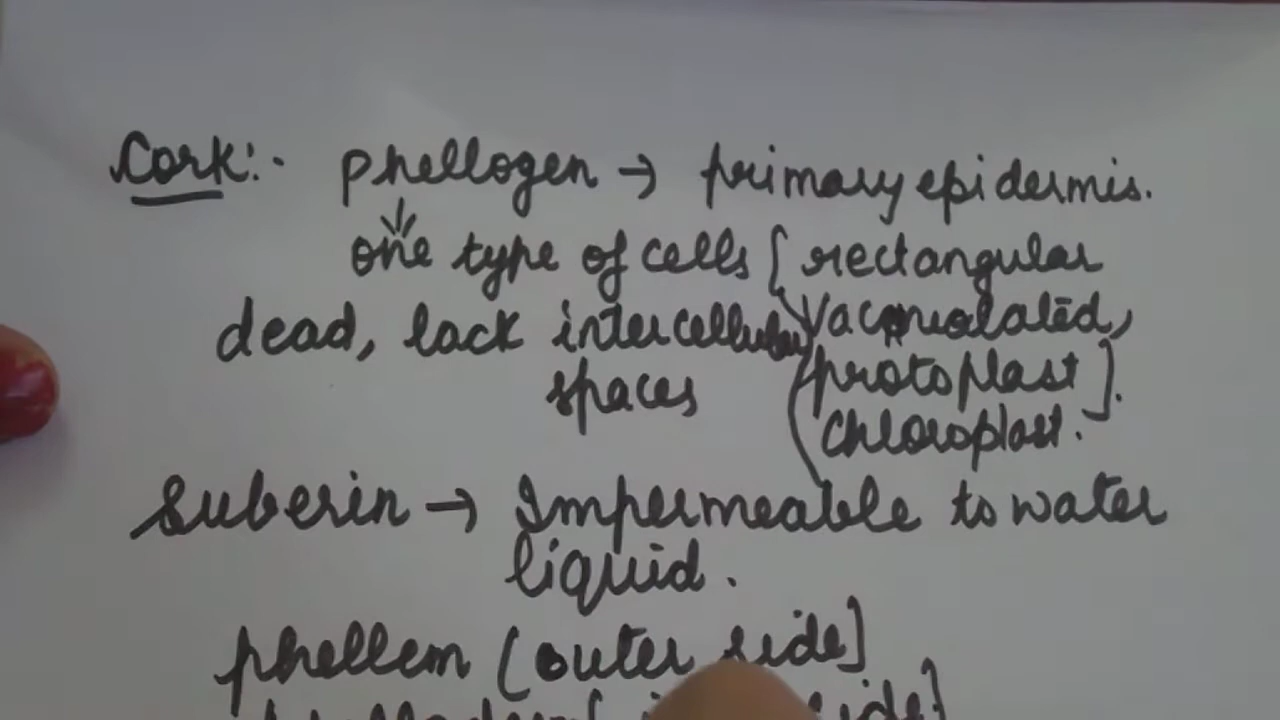 Cork:- phellogen → primary epidermis.
one type of cells [rectangular
dead, lack intercellular vacuolated,
spaces protoplast].
chloroplast.
Suberin → Impermeable to water
liquid.
phellem (outer side]
side]